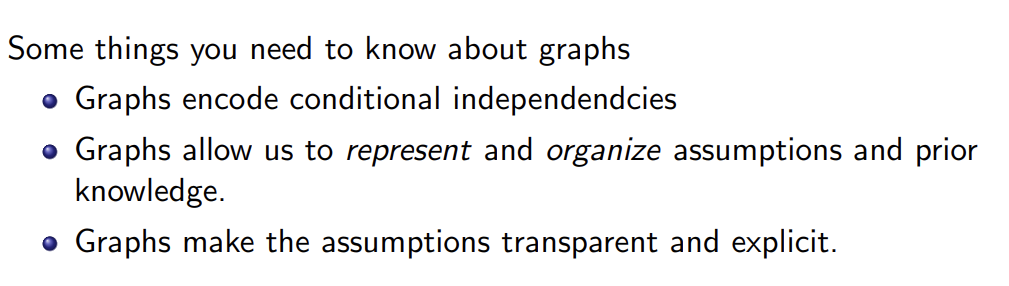 Some things you need to know about graphs
Graphs encode conditional independendcies
Graphs allow us to represent and organize assumptions and prior
knowledge.
Graphs make the assumptions transparent and explicit.